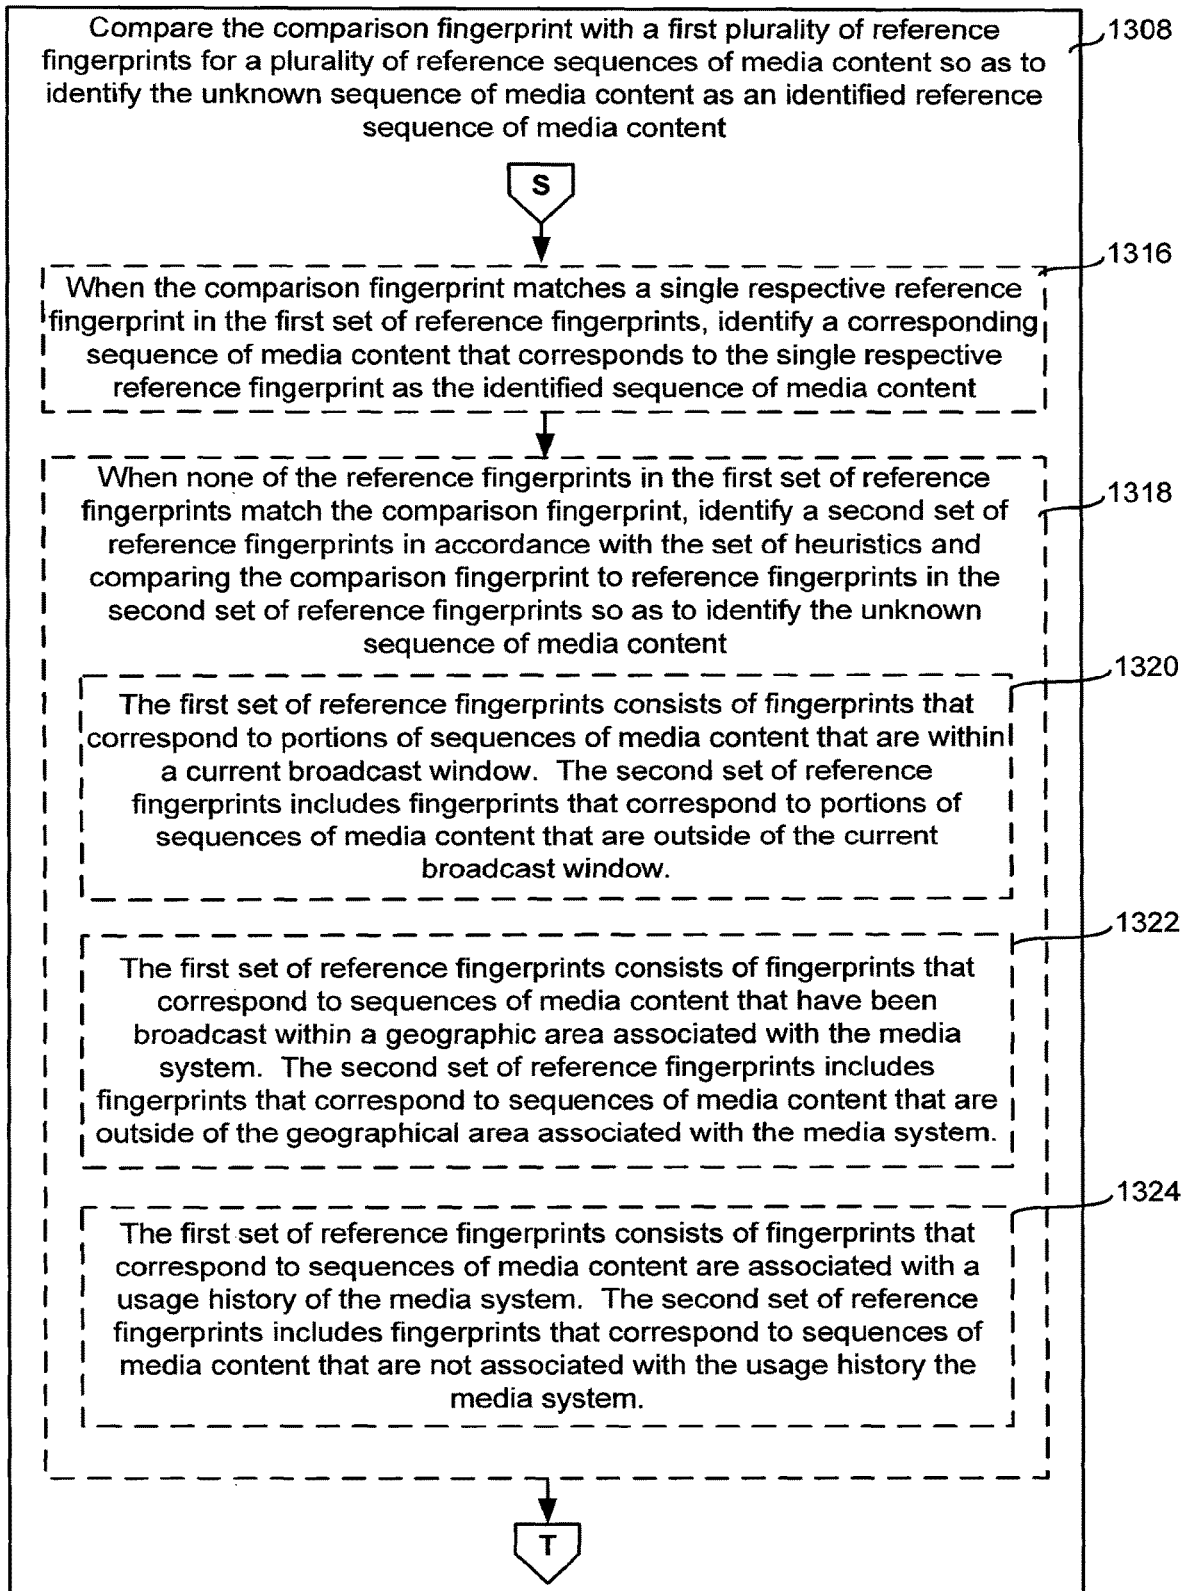 Compare the comparison fingerprint with a first plurality of reference
fingerprints for a plurality of reference sequences of media content so as to
identify the unknown sequence of media content as an identified reference
sequence of media content
1308
S
1316
When the comparison fingerprint matches a single respective reference
fingerprint in the first set of reference fingerprints, identify a corresponding
sequence of media content that corresponds to the single respective
reference fingerprint as the identified sequence of media content
When none of the reference fingerprints in the first set of reference
fingerprints match the comparison fingerprint, identify a second set of
reference fingerprints in accordance with the set of heuristics and
comparing the comparison fingerprint to reference fingerprints in the
second set of reference fingerprints so as to identify the unknown
sequence of media content
1318
1320
The first set of reference fingerprints consists of fingerprints that
correspond to portions of sequences of media content that are within
a current broadcast window. The second set of reference
fingerprints includes fingerprints that correspond to portions of
sequences of media content that are outside of the current
broadcast window.
1322
The first set of reference fingerprints consists of fingerprints that
correspond to sequences of media content that have been
broadcast within a geographic area associated with the media
system. The second set of reference fingerprints includes
fingerprints that correspond to sequences of media content that are
outside of the geographical area associated with the media system.
1324
The first set of reference fingerprints consists of fingerprints that
correspond to sequences of media content are associated with a
usage history of the media system. The second set of reference
fingerprints includes fingerprints that correspond to sequences of
media content that are not associated with the usage history the
media system.
T